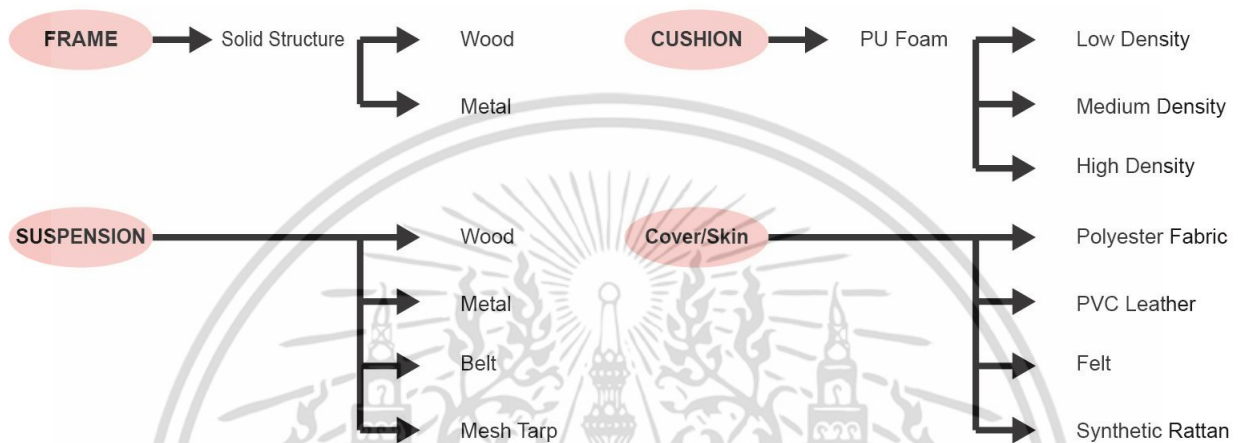 FRAME
Solid Structure
Wood
Metal
CUSHION
PU Foam
Low Density
Medium Density
High Density
SUSPENSION
Wood
Metal
Belt
Mesh Tarp
Cover/Skin
Polyester Fabric
PVC Leather
Felt
Synthetic Rattan